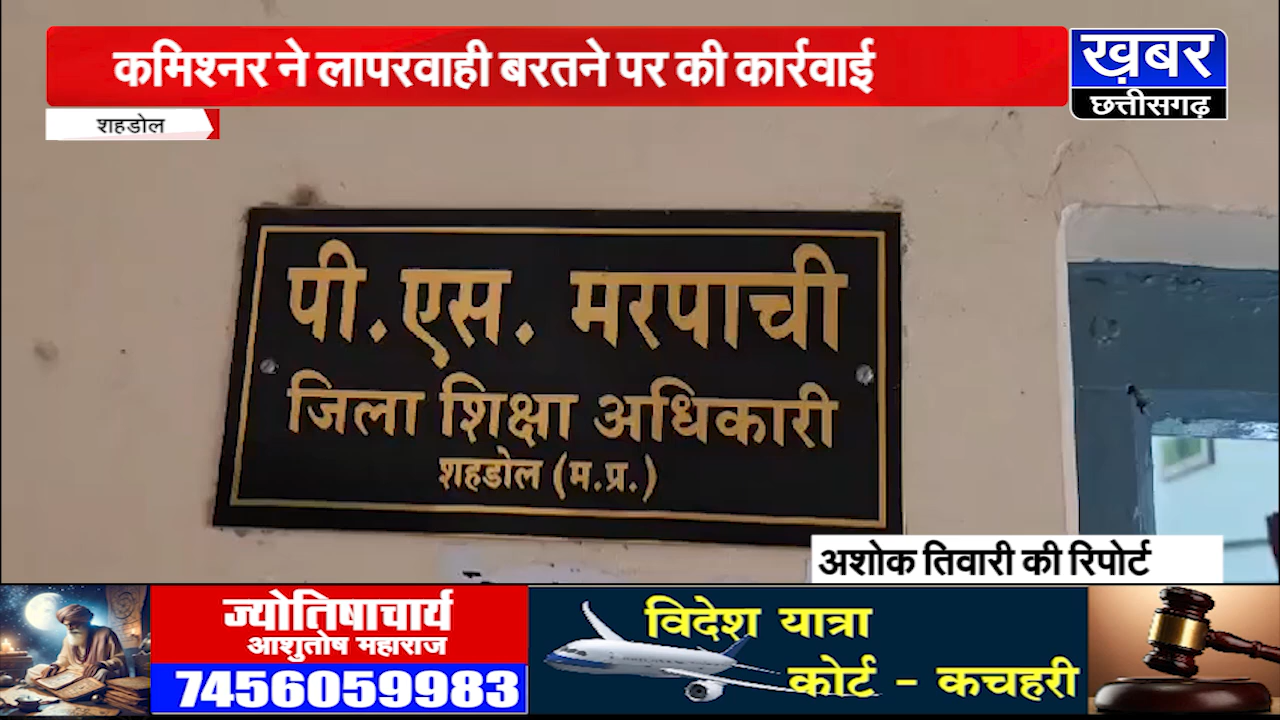 कमिश्नर ने लापरवाही बरतने पर की कार्रवाई
ख़बर
छत्तीसगढ़
शहडोल
पी.एस. मरपाची
जिला शिक्षा अधिकारी
शहडोल (म.प्र.)
अशोक तिवारी की रिपोर्ट
ज्योतिषाचार्य
आशुतोष महाराज
7456059983
विदेश यात्रा
कोर्ट - कचहरी